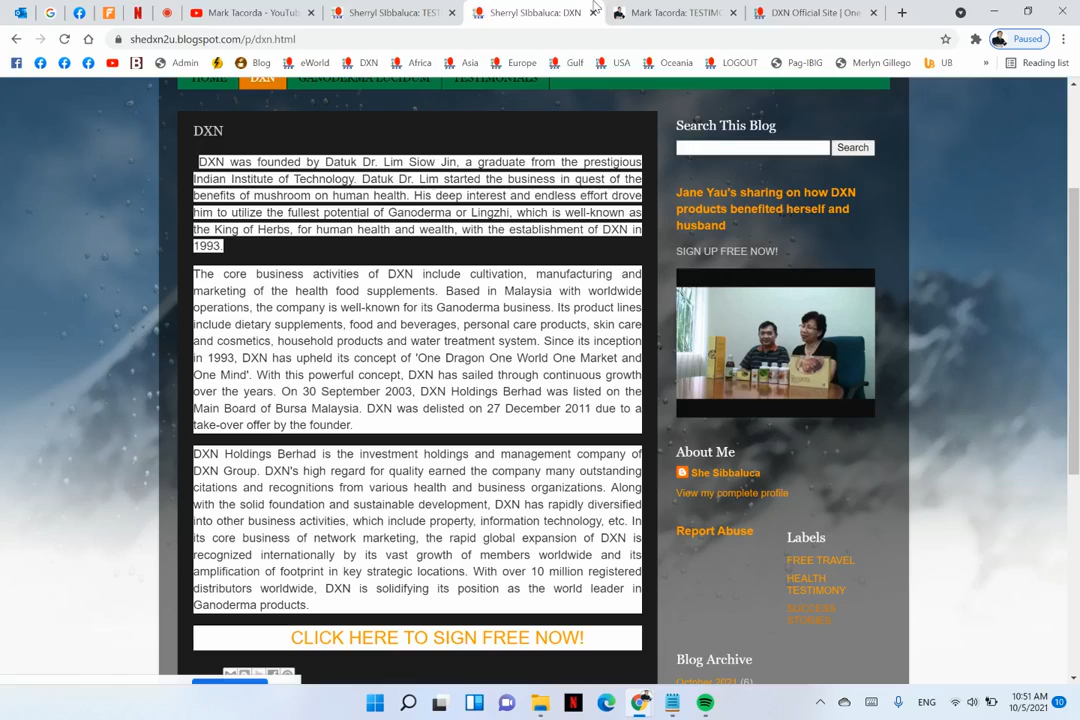 Mark Tacorda - YouTube
Sherryl SIbbaluca: TEST
Sherryl SIbbaluca: DXN
Mark Tacorda: TESTIMO
DXN Official Site | One
shedxn2u.blogspot.com/p/dxn.html
Paused
Admin
Blog
eWorld
DXN
Africa
Asia
Europe
Gulf
USA
Oceania
LOGOUT
Pag-IBIG
Merlyn Gillego
UB
»
Reading list
HOME
DXN
GANODERMA LUCIDUM
TESTIMONIALS
DXN
DXN was founded by Datuk Dr. Lim Siow Jin, a graduate from the prestigious
Indian Institute of Technology. Datuk Dr. Lim started the business in quest of the
benefits of mushroom on human health. His deep interest and endless effort drove
him to utilize the fullest potential of Ganoderma or Lingzhi, which is well-known as
the King of Herbs, for human health and wealth, with the establishment of DXN in
1993.
The core business activities of DXN include cultivation, manufacturing and
marketing of the health food supplements. Based in Malaysia with worldwide
operations, the company is well-known for its Ganoderma business. Its product lines
include dietary supplements, food and beverages, personal care products, skin care
and cosmetics, household products and water treatment system. Since its inception
in 1993, DXN has upheld its concept of 'One Dragon One World One Market and
One Mind'. With this powerful concept, DXN has sailed through continuous growth
over the years. On 30 September 2003, DXN Holdings Berhad was listed on the
Main Board of Bursa Malaysia. DXN was delisted on 27 December 2011 due to a
take-over offer by the founder.
DXN Holdings Berhad is the investment holdings and management company of
DXN Group. DXN's high regard for quality earned the company many outstanding
citations and recognitions from various health and business organizations. Along
with the solid foundation and sustainable development, DXN has rapidly diversified
into other business activities, which include property, information technology, etc. In
its core business of network marketing, the rapid global expansion of DXN is
recognized internationally by its vast growth of members worldwide and its
amplification of footprint in key strategic locations. With over 10 million registered
distributors worldwide, DXN is solidifying its position as the world leader in
Ganoderma products.
CLICK HERE TO SIGN FREE NOW!
Search This Blog
Search
Jane Yau's sharing on how DXN
products benefited herself and
husband
SIGN UP FREE NOW!
About Me
She Sibbaluca
View my complete profile
Report Abuse
Labels
FREE TRAVEL
HEALTH
TESTIMONY
SUCCESS
STORIES
Blog Archive
October 2021 (6)
ENG
10:51 AM
10/5/2021
10